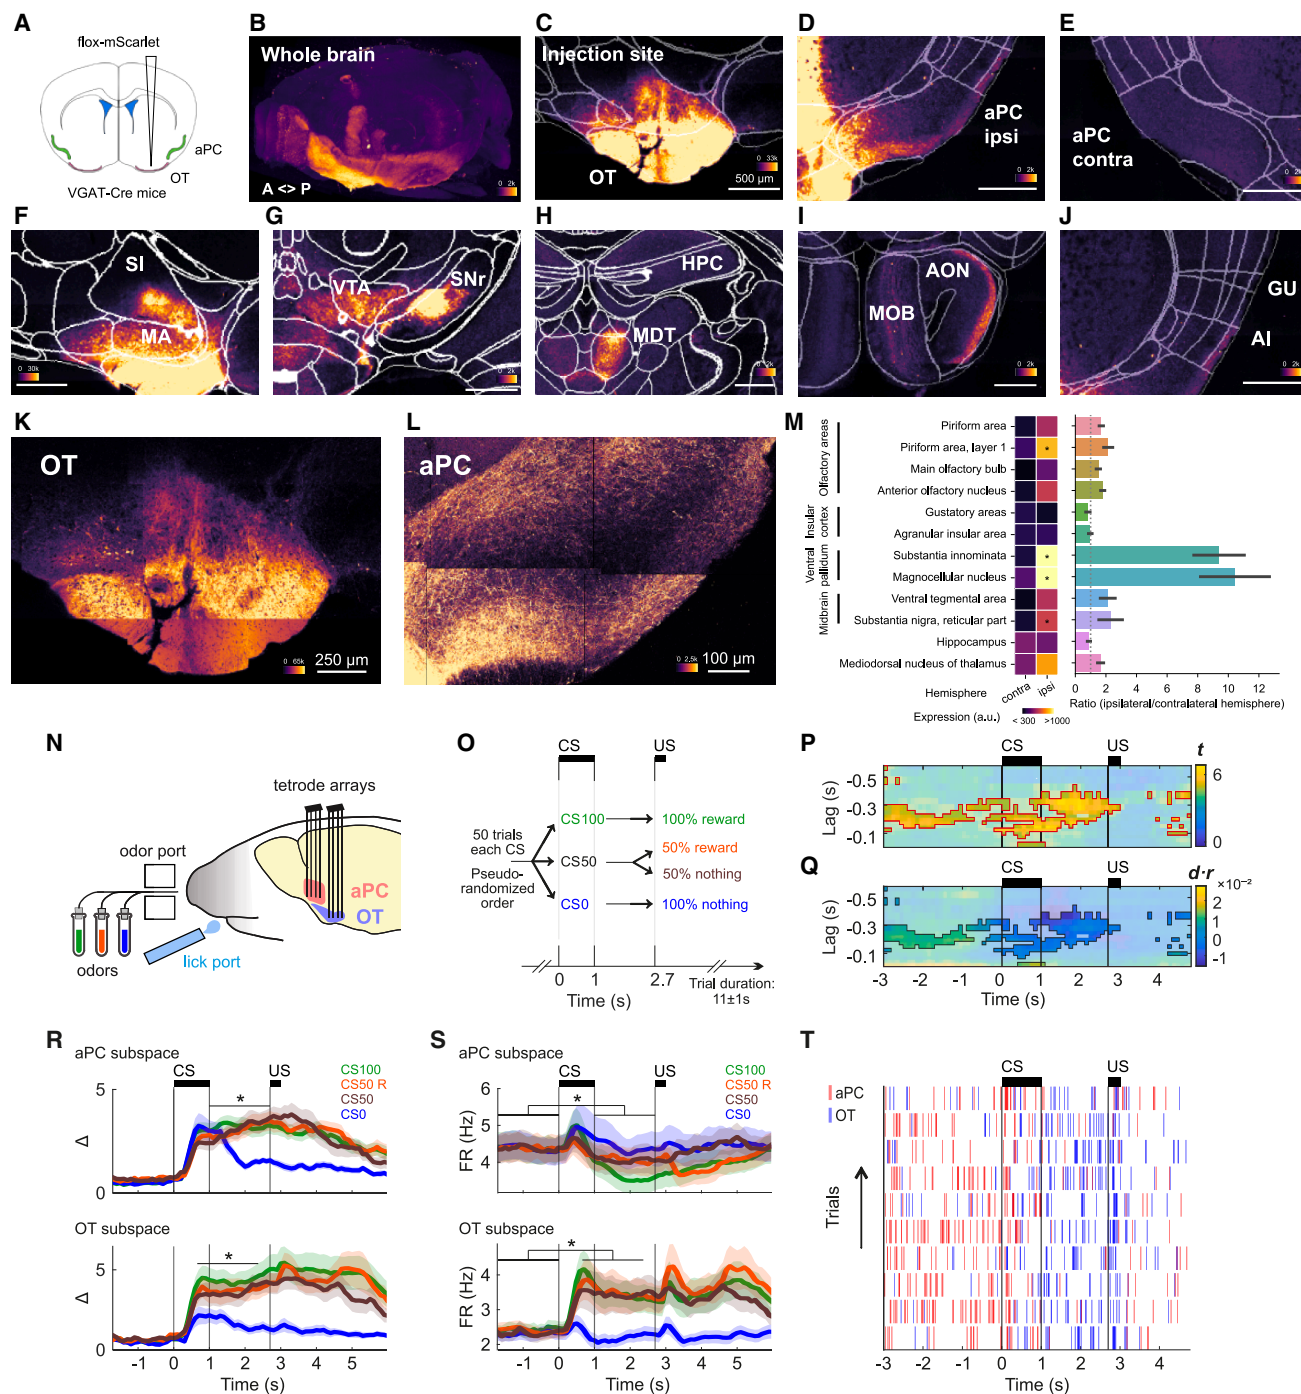 A
flox-mScarlet
aPC
OT
VGAT-Cre mice
B
Whole brain
A <> P
0 2k
C
Injection site
OT
0 33k
500 µm
D
aPC
ipsi
0 2k
E
aPC
contra
0 2k
F
SI
MA
0 30k
G
VTA
SNr
0 2k
H
HPC
MDT
0 2k
I
AON
MOB
0 2k
J
GU
AI
0 2k
K
OT
0 65k
250 µm
L
aPC
0 2,5k
100 µm
M
Olfactory areas
Insular
cortex
Ventral
pallidum
Midbrain
Piriform area
Piriform area, layer 1
Main olfactory bulb
Anterior olfactory nucleus
Gustatory areas
Agranular insular area
Substantia innominata
Magnocellular nucleus
Ventral tegmental area
Substantia nigra, reticular part
Hippocampus
Mediodorsal nucleus of thalamus
* * * *
Hemisphere
contra ipsi
Expression (a.u.)
< 300 >1000
0 2 4 6 8 10 12
Ratio (ipsilateral/contralateral hemisphere)
N
tetrode arrays
odor port
aPC
OT
odors
lick port
O
CS US
50 trials
each CS
Pseudo-
randomized
order
CS100
100% reward
CS50
50% reward
50% nothing
CS0
100% nothing
0 1 2.7
Time (s)
Trial duration:
11±1s
P
CS US
t
6
0
Lag (s)
-0.5
-0.3
-0.1
Q
d·r
×10⁻²
2
1
0
-1
Lag (s)
-0.5
-0.3
-0.1
-3 -2 -1 0 1 2 3 4
Time (s)
R
aPC subspace
CS US
CS100
CS50 R
CS50
CS0
*
Δ
5
0
OT subspace
*
Δ
5
0
-1 0 1 2 3 4 5
Time (s)
S
aPC subspace
CS US
CS100
CS50 R
CS50
CS0
*
FR (Hz)
6
5
4
OT subspace
*
FR (Hz)
4
3
2
-1 0 1 2 3 4 5
Time (s)
T
CS US
aPC
OT
Trials
-3 -2 -1 0 1 2 3 4
Time (s)